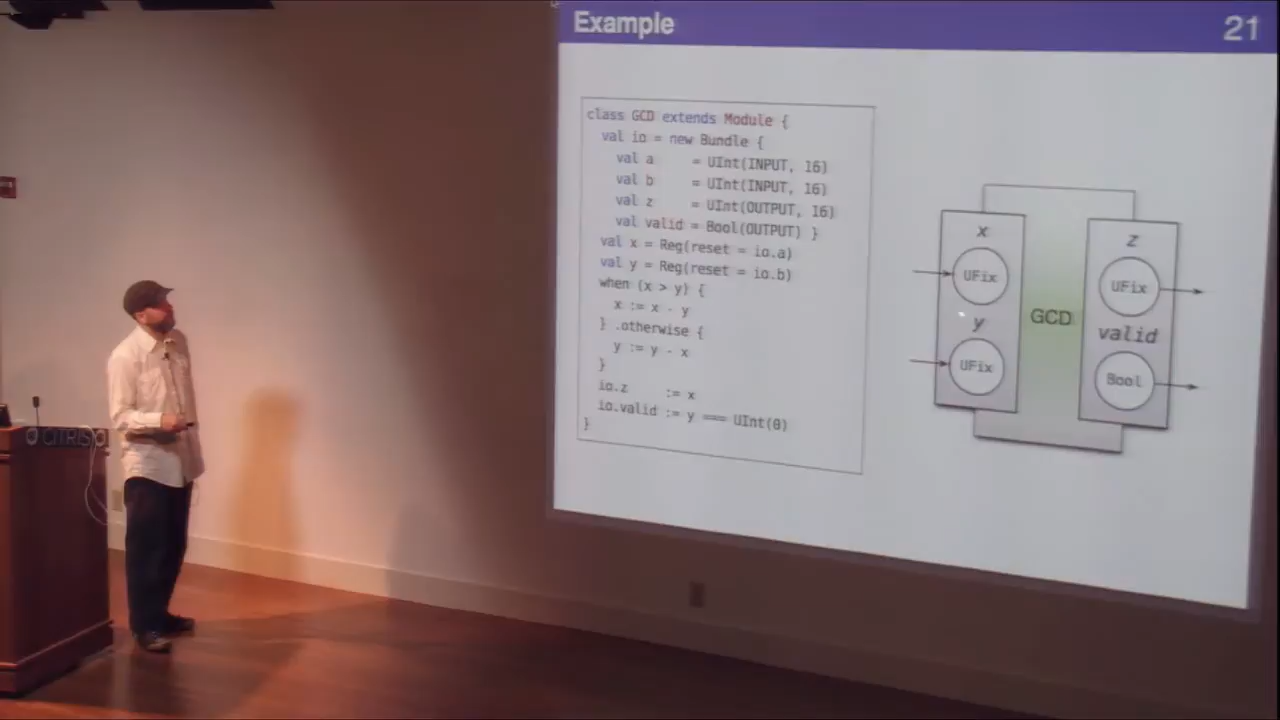 Example
21
class GCD extends Module {
val io = new Bundle {
val a = UInt(INPUT, 16)
val b = UInt(INPUT, 16)
val z = UInt(OUTPUT, 16)
val valid = Bool(OUTPUT) }
val x = Reg(reset = io.a)
val y = Reg(reset = io.b)
when (x > y) {
x := x - y
} .otherwise {
y := y - x
}
io.z := x
io.valid := y === UInt(0)
}
x
UFix
y
UFix
GCD
z
UFix
valid
Bool
CITRIS